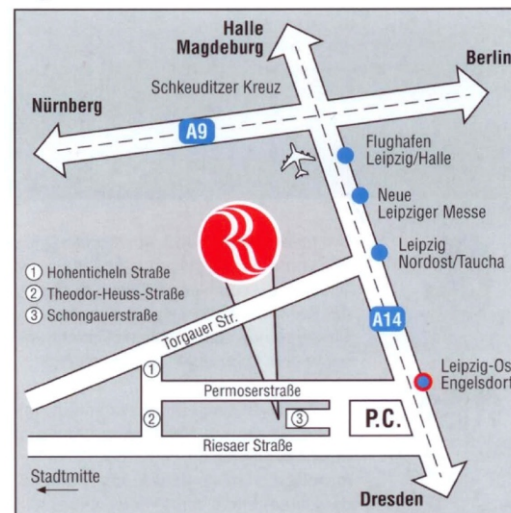 Halle
Magdeburg
Berlin
Schkeuditzer Kreuz
Nürnberg
A9
Flughafen
Leipzig/Halle
Neue
Leipziger Messe
Leipzig
Nordost/Taucha
① Hohenticheln Straße
② Theodor-Heuss-Straße
③ Schongauerstraße
Torgauer Str.
A14
①
Leipzig-Os
Engelsdorf
Permoserstraße
②
③
P.C.
Riesaer Straße
Stadtmitte
Dresden